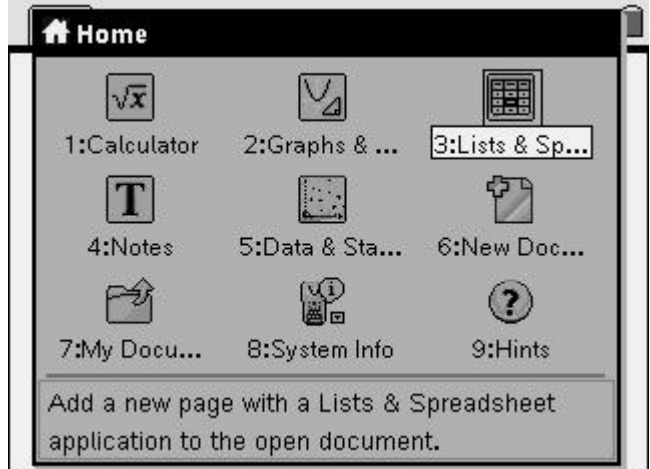 Home
1:Calculator
2:Graphs & ...
3:Lists & Sp...
4:Notes
5:Data & Sta...
6:New Doc...
7:My Docu...
8:System Info
9:Hints
Add a new page with a Lists & Spreadsheet
application to the open document.